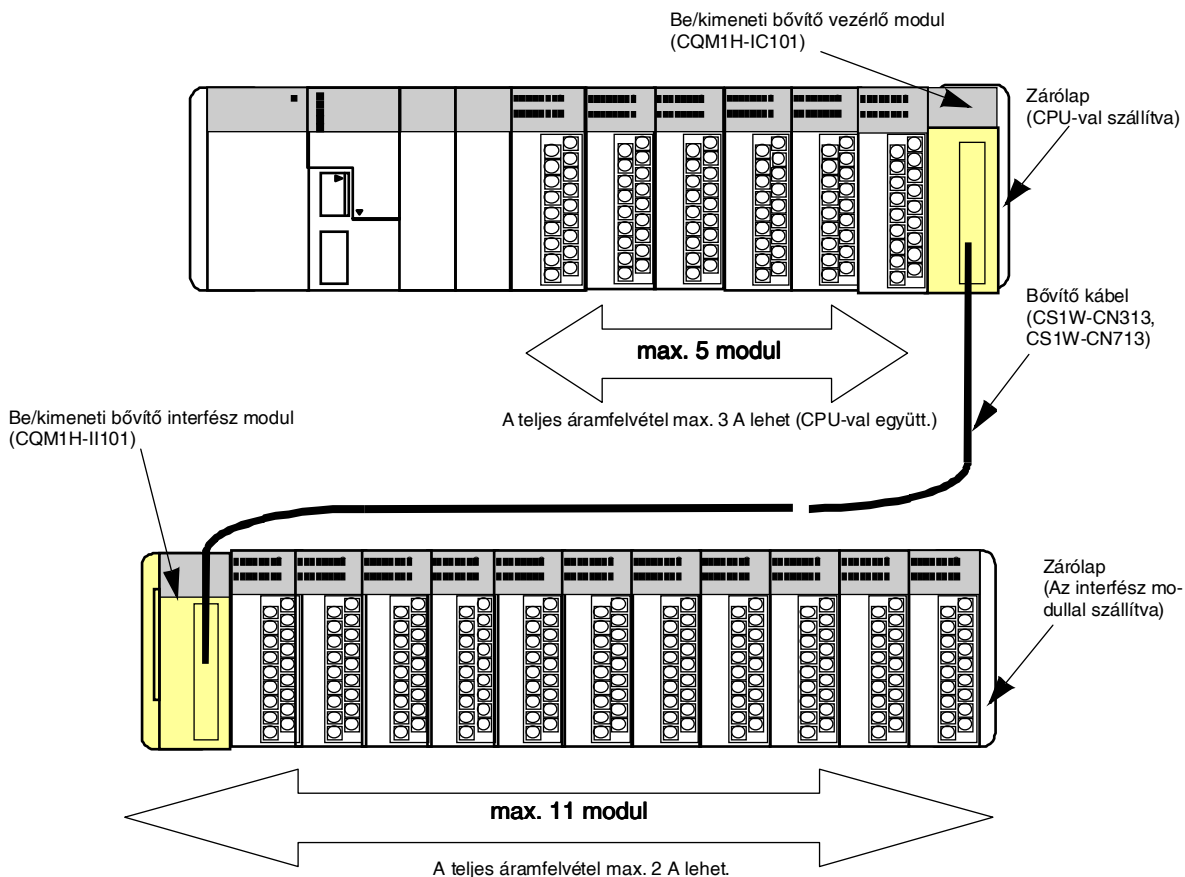 Be/kimeneti bővítő vezérlő modul
(CQM1H-IC101)
Zárólap
(CPU-val szállítva)
Bővítő kábel
(CS1W-CN313,
CS1W-CN713)
max. 5 modul
A teljes áramfelvétel max. 3 A lehet (CPU-val együtt.)
Be/kimeneti bővítő interfész modul
(CQM1H-II101)
Zárólap
(Az interfész mo-
dullal szállítva)
max. 11 modul
A teljes áramfelvétel max. 2 A lehet.